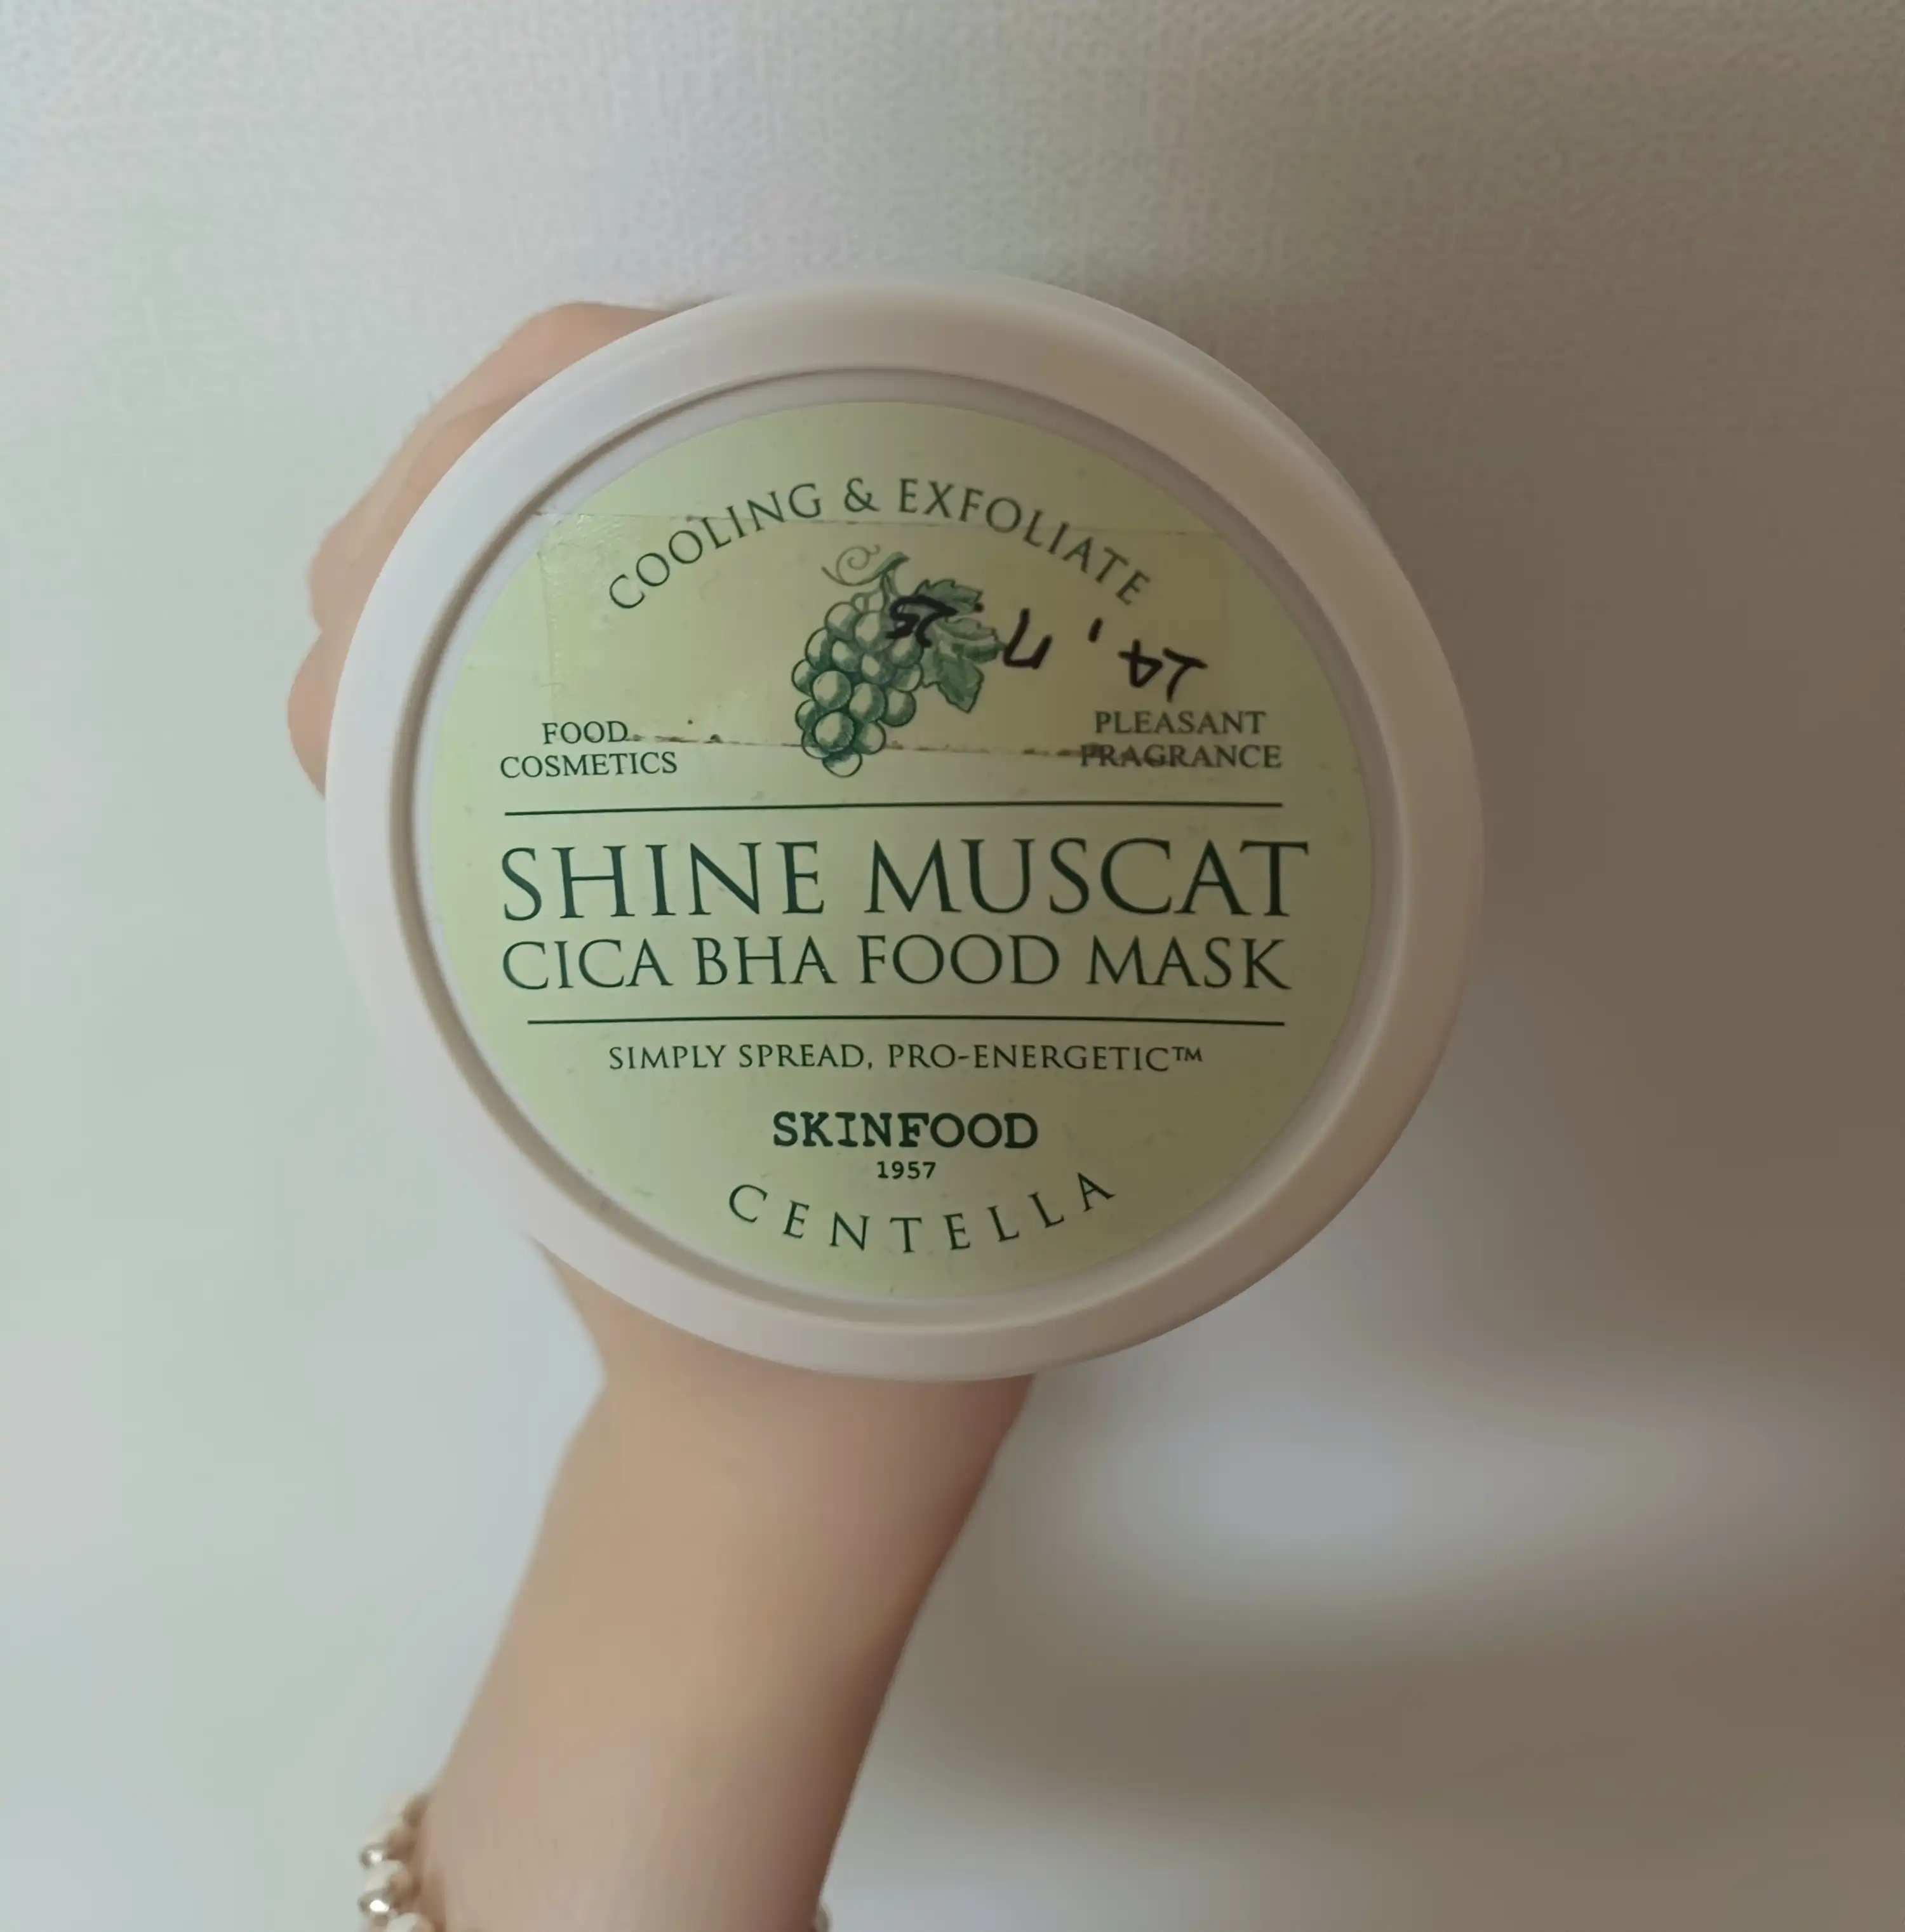 COOLING & EXFOLIATE
24, 25
FOOD
COSMETICS
PLEASANT
FRAGRANCE
SHINE MUSCAT
CICA BHA FOOD MASK
SIMPLY SPREAD, PRO-ENERGETIC™
SKINFOOD
1957
CENTELLA